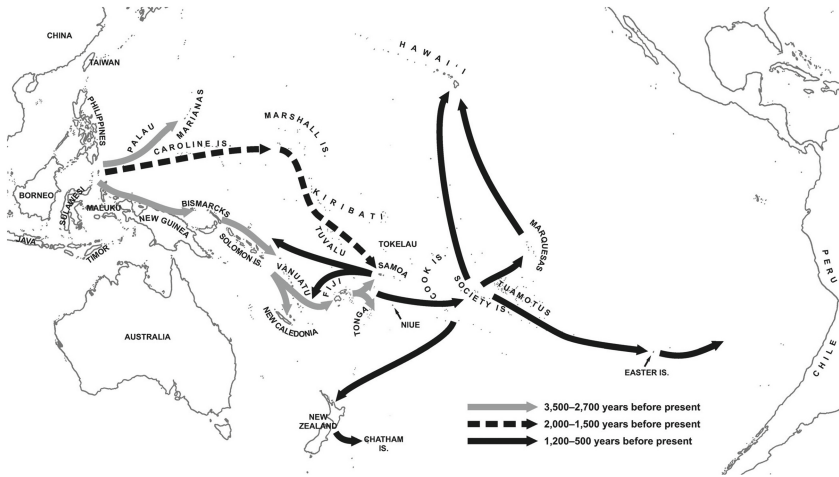 CHINA
TAIWAN
PHILIPPINES
PALAU
MARIANAS
CAROLINE IS.
MARSHALL IS
HAWAI'I
BORNEO
SULAWESI
MALUKU
BISMARCKS
NEW GUINEA
SOLOMON IS.
JAVA
TIMOR
KIRIBATI
TUVALU
TOKELAU
SAMOA
VANUATU
FIJI
TONGA
NIUE
COOK IS.
SOCIETY IS.
TUAMOTUS
MARQUESAS
NEW CALEDONIA
AUSTRALIA
EASTER IS.
PERU
CHILE
NEW
ZEALAND
CHATHAM
IS.
3,500–2,700 years before present
2,000–1,500 years before present
1,200–500 years before present